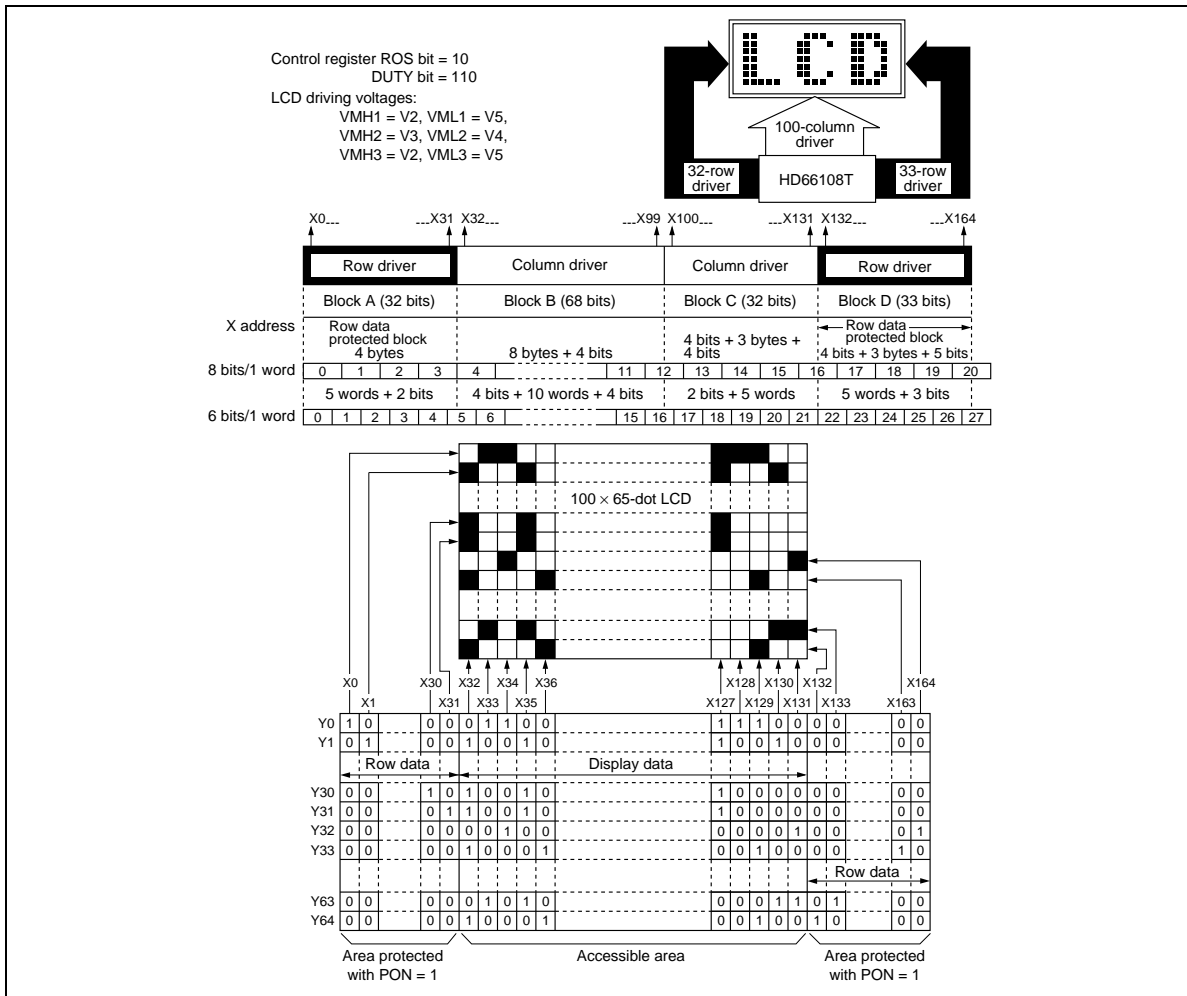 Control register ROS bit = 10
DUTY bit = 110
LCD driving voltages:
VMH1 = V2, VML1 = V5,
VMH2 = V3, VML2 = V4,
VMH3 = V2, VML3 = V5
LCD
100-column
driver
32-row
driver
HD66108T
33-row
driver
X0 X31 X32 X99 X100 X131 X132 X164
Row driver Column driver Column driver Row driver
Block A (32 bits) Block B (68 bits) Block C (32 bits) Block D (33 bits)
X address
Row data
protected block
4 bytes
8 bytes + 4 bits
4 bits + 3 bytes +
4 bits
Row data
protected block
4 bits + 3 bytes + 5 bits
8 bits/1 word 0 1 2 3 4 11 12 13 14 15 16 17 18 19 20
5 words + 2 bits 4 bits + 10 words + 4 bits 2 bits + 5 words 5 words + 3 bits
6 bits/1 word 0 1 2 3 4 5 6 15 16 17 18 19 20 21 22 23 24 25 26 27
100 × 65-dot LCD
X0 X30 X32 X34 X36 X128 X130 X132 X164
X1 X31 X33 X35 X127 X129 X131 X133 X163
Y0 1 0 0 0 0 1 1 0 0 1 1 1 0 0 0 0 0 0
Y1 0 1 0 0 1 0 0 1 0 1 0 0 1 0 0 0 0 0
Row data Display data
Y30 0 0 1 0 1 0 0 1 0 1 0 0 0 0 0 0 0 0
Y31 0 0 0 1 1 0 0 1 0 1 0 0 0 0 0 0 0 0
Y32 0 0 0 0 0 0 1 0 0 0 0 0 0 1 0 0 0 1
Y33 0 0 0 0 1 0 0 0 1 0 0 1 0 0 0 0 1 0
Row data
Y63 0 0 0 0 0 1 0 1 0 0 0 0 1 1 0 1 0 0
Y64 0 0 0 0 1 0 0 0 1 0 0 1 0 0 1 0 0 0
Area protected
with PON = 1
Accessible area
Area protected
with PON = 1